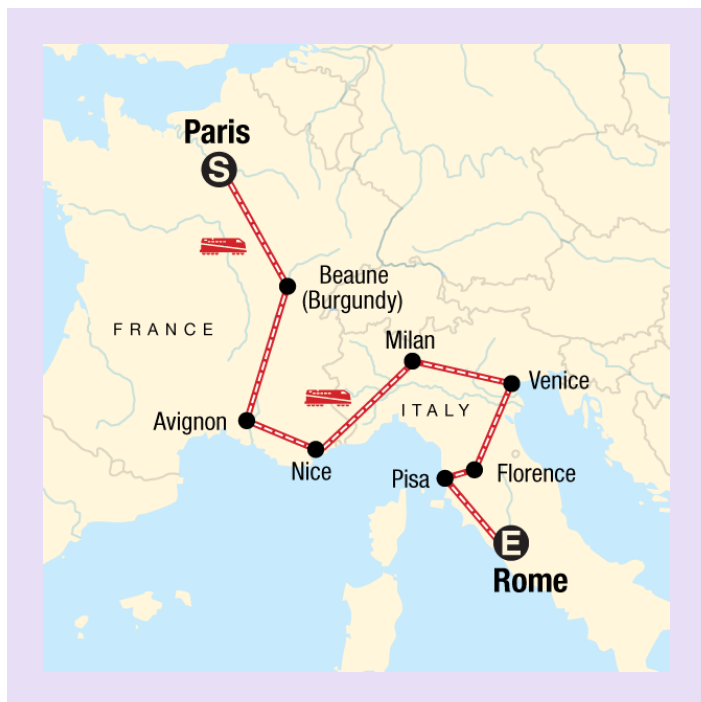 Paris
S
Beaune
(Burgundy)
FRANCE
Milan
Venice
ITALY
Avignon
Nice
Pisa
Florence
E
Rome